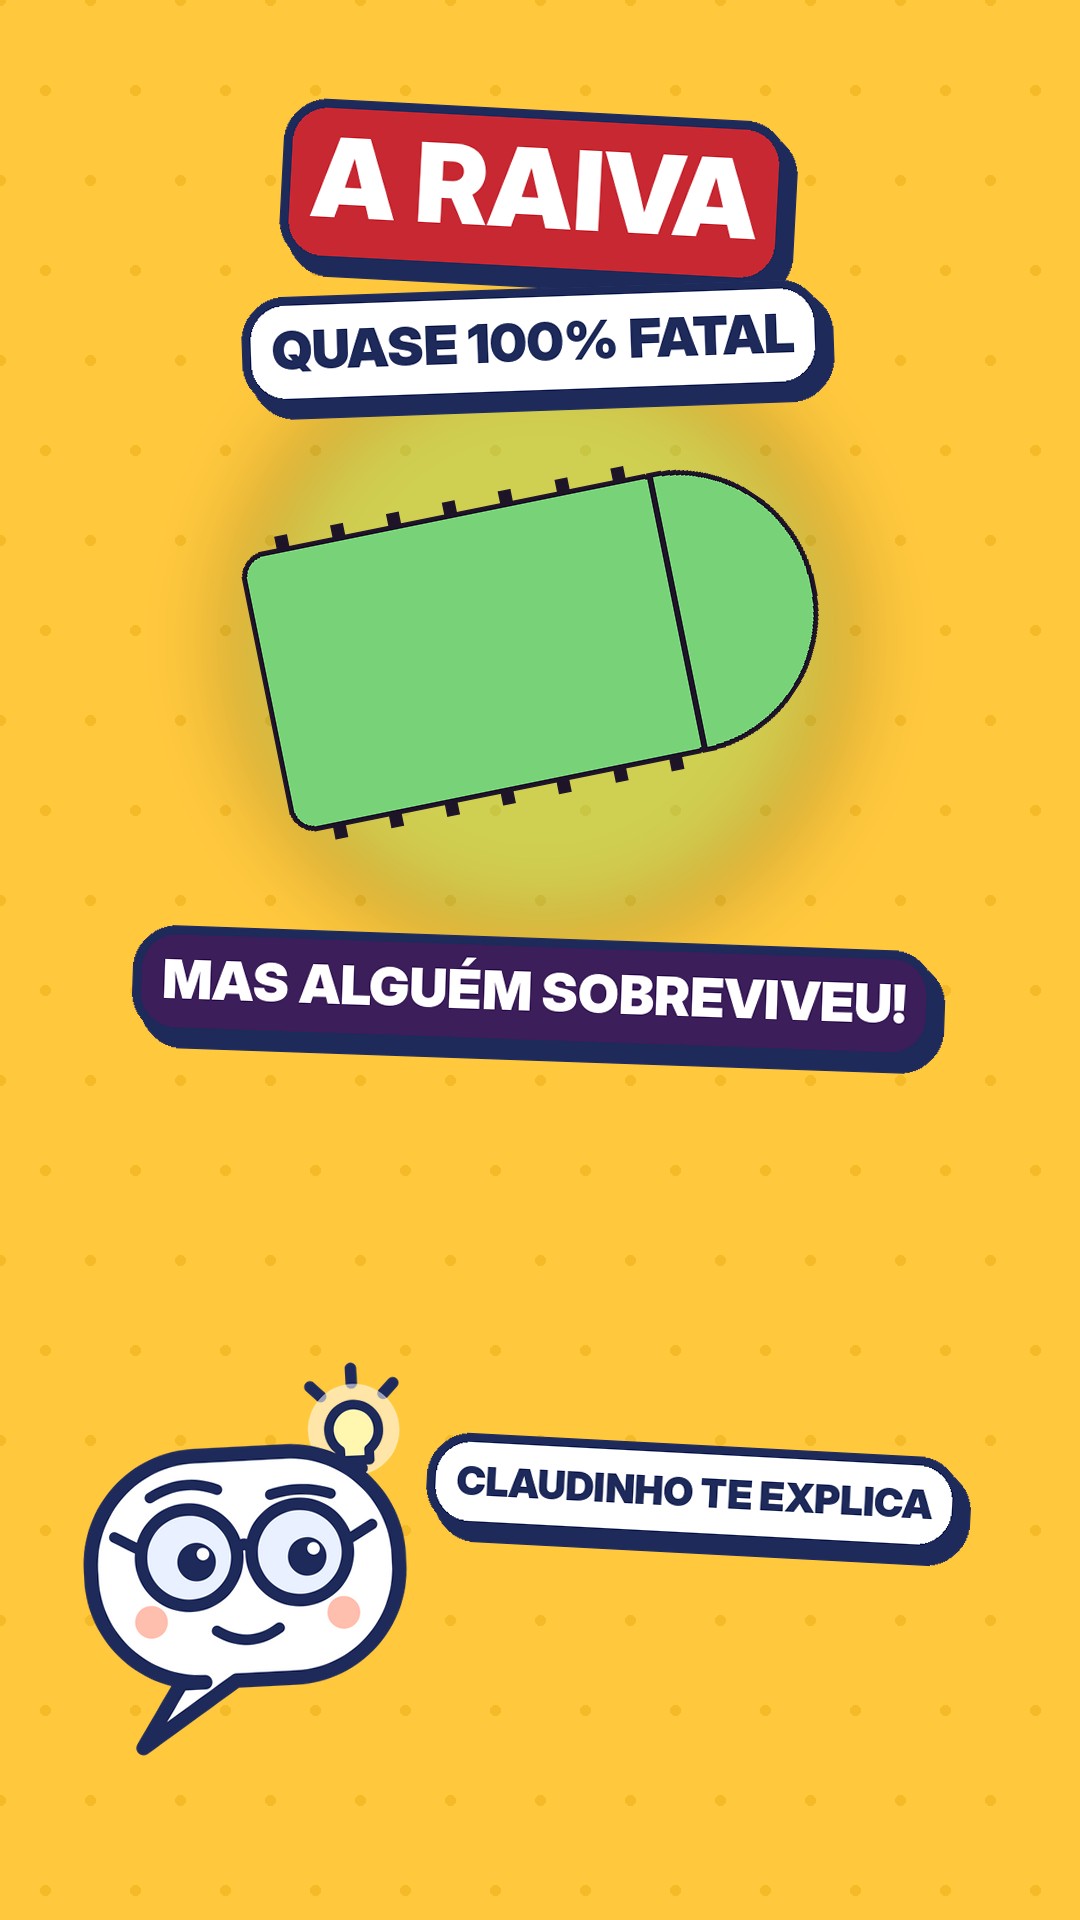 A RAIVA
QUASE 100% FATAL
MAS ALGUÉM SOBREVIVEU!
CLAUDINHO TE EXPLICA